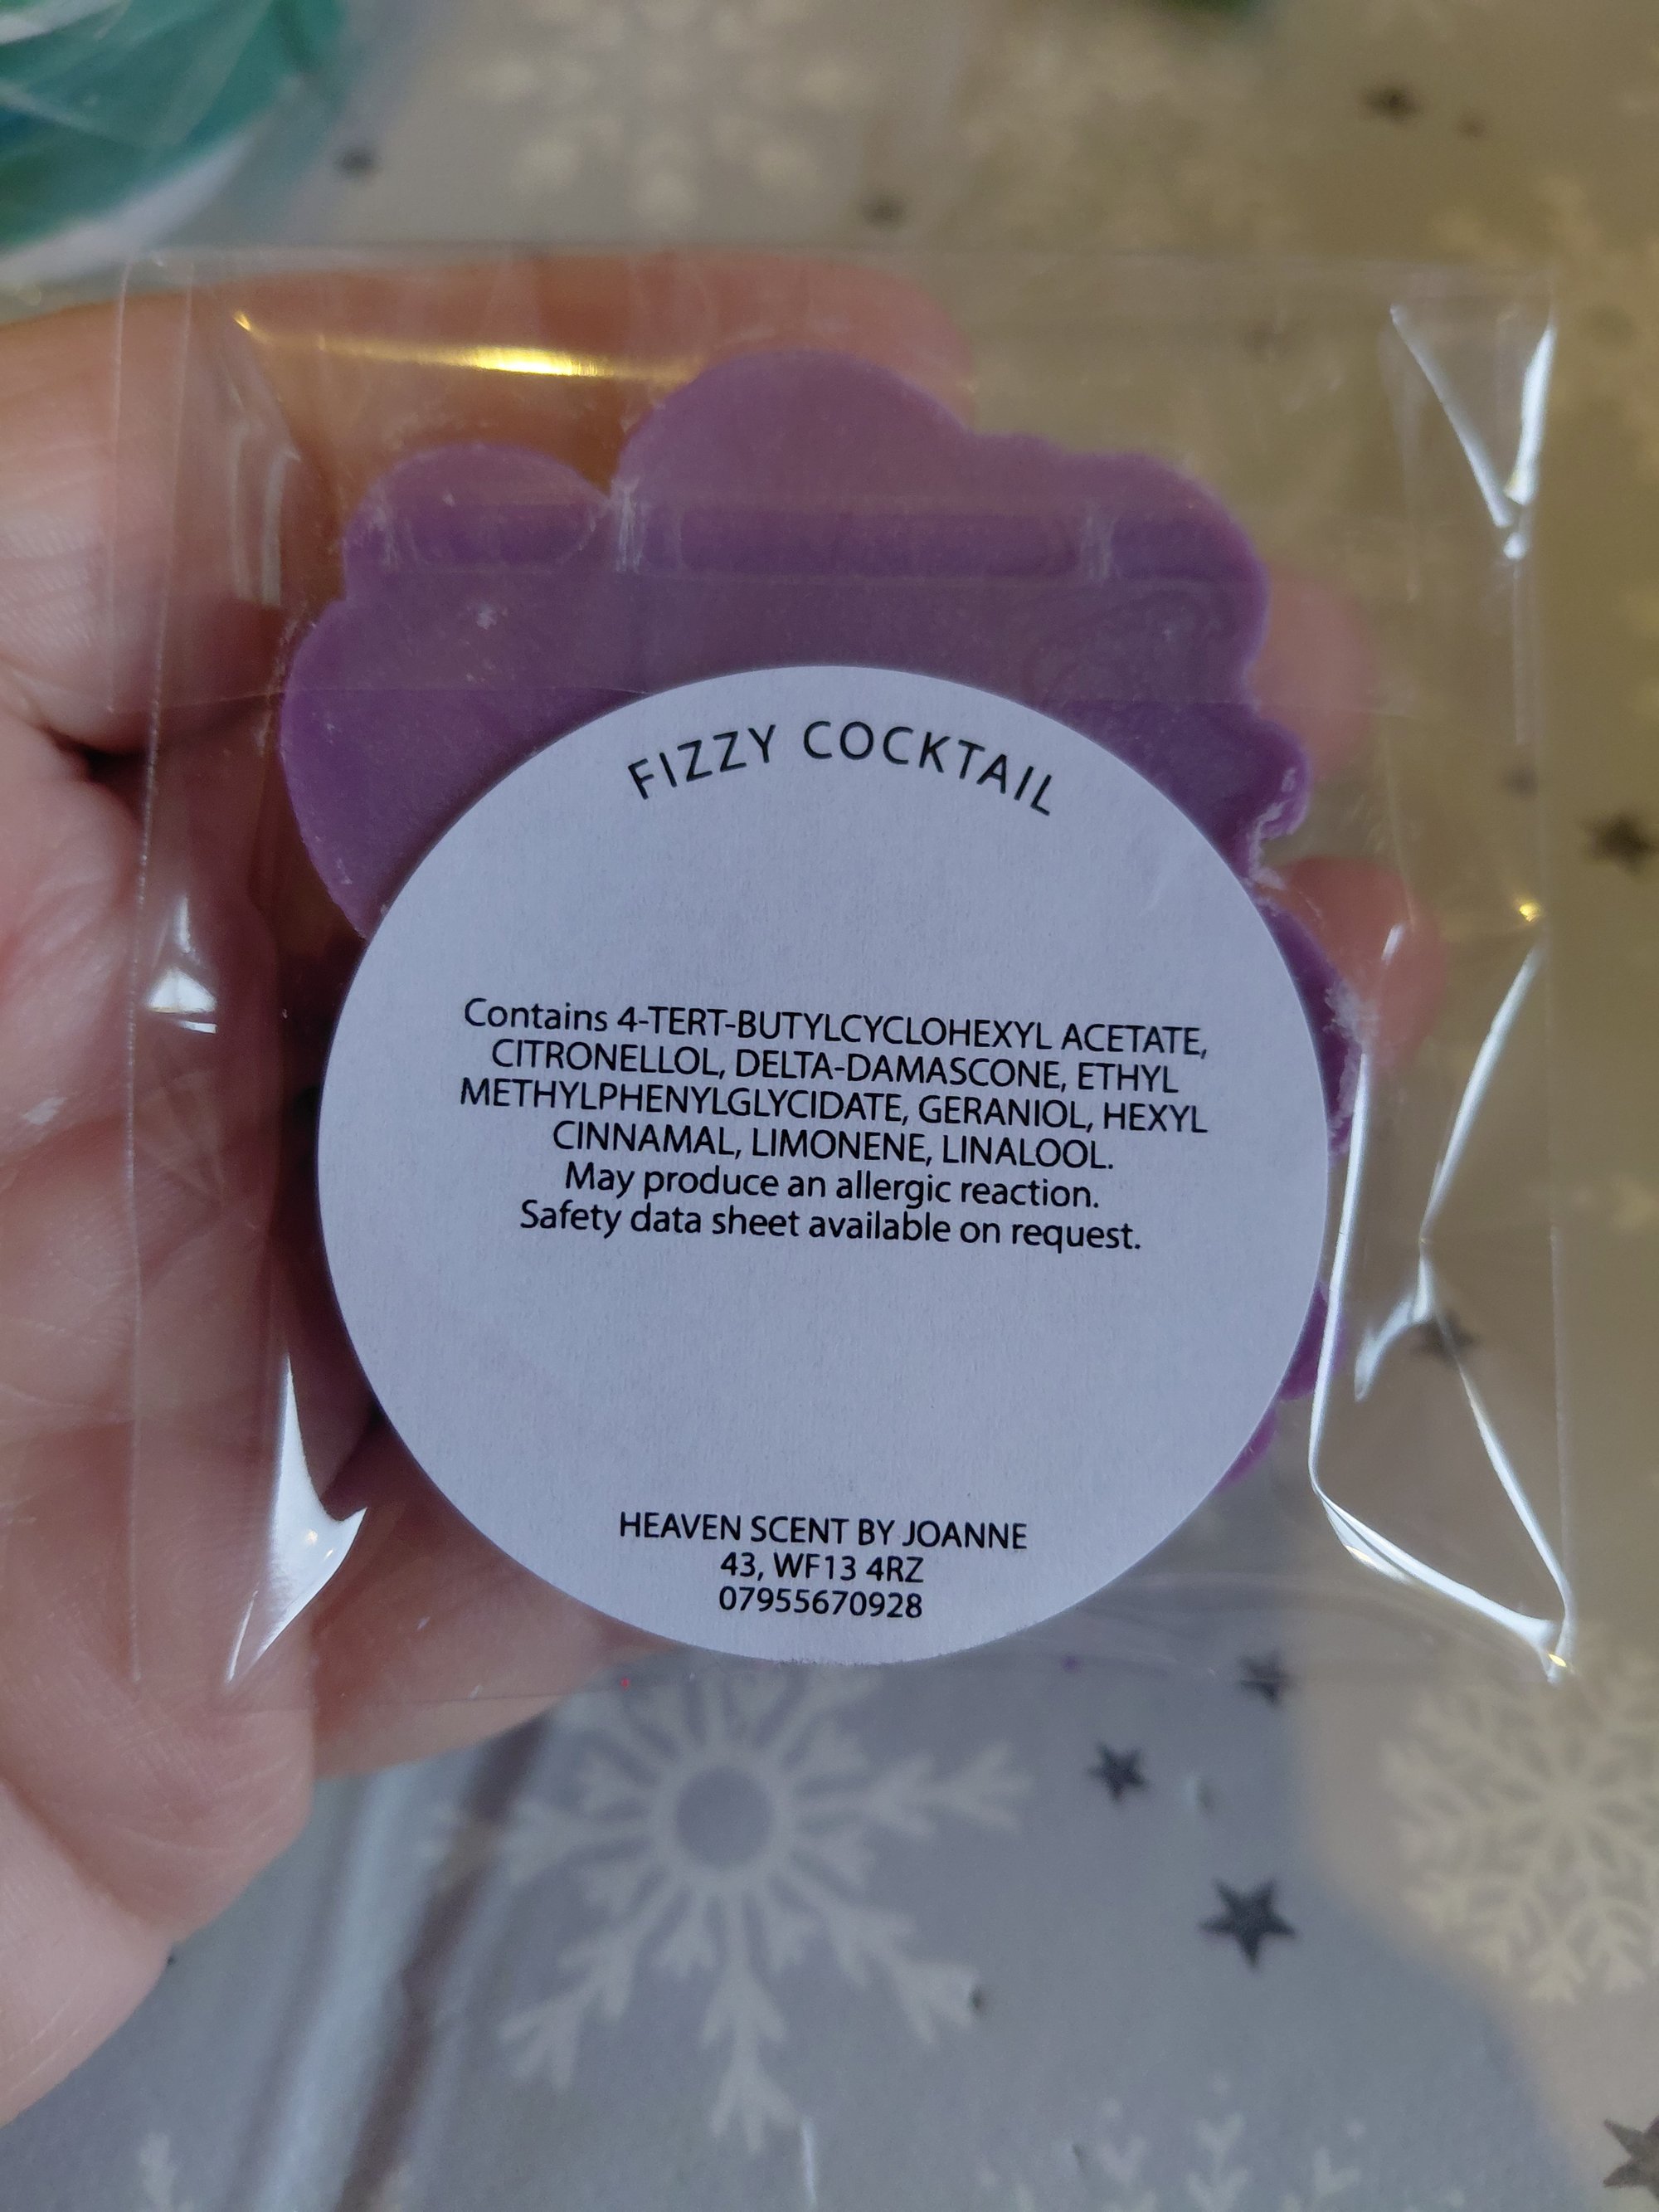 FIZZY COCKTAIL
Contains 4-TERT-BUTYLCYCLOHEXYL ACETATE,
CITRONELLOL, DELTA-DAMASCONE, ETHYL
METHYLPHENYLGLYCIDATE, GERANIOL, HEXYL
CINNAMAL, LIMONENE, LINALOOL.
May produce an allergic reaction.
Safety data sheet available on request.
HEAVEN SCENT BY JOANNE
43, WF13 4RZ
07955670928